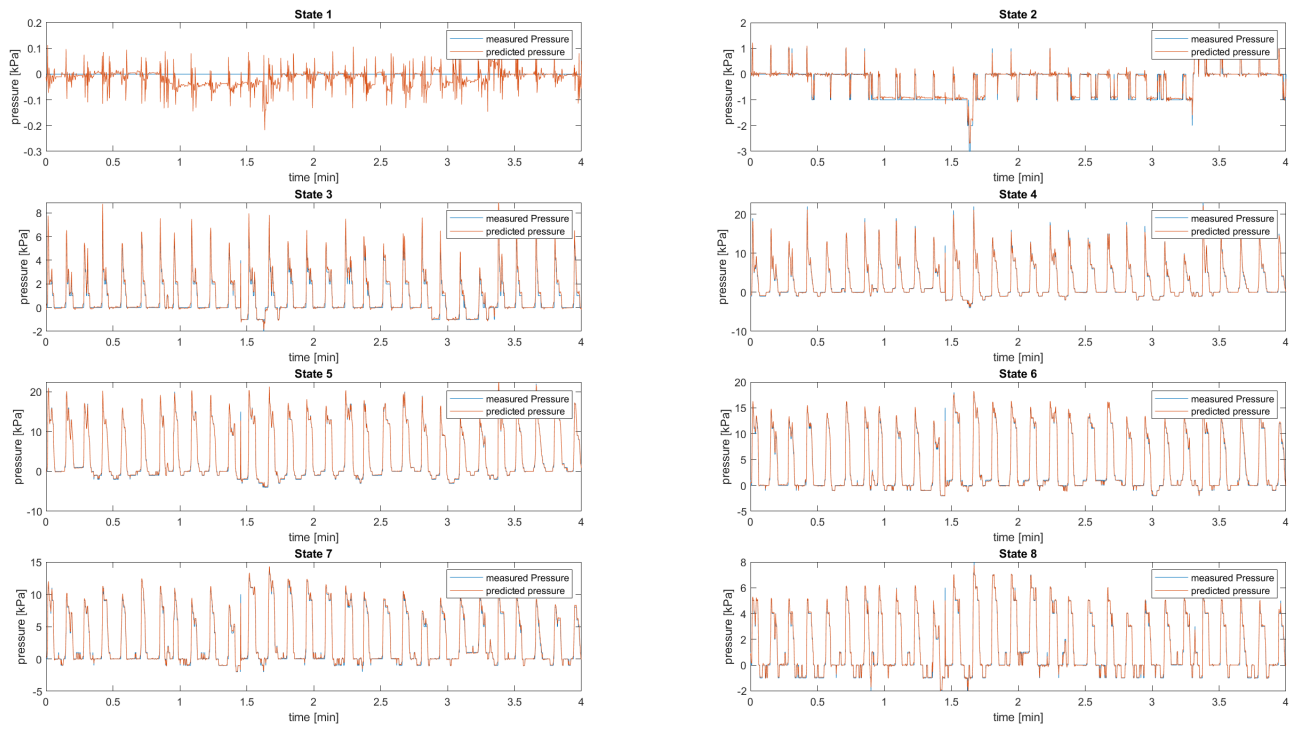 State 1
0.2
0.1
0
-0.1
-0.2
-0.3
pressure [kPa]
measured Pressure
predicted pressure
0 0.5 1 1.5 2 2.5 3 3.5 4
time [min]
State 2
2
1
0
-1
-2
-3
pressure [kPa]
measured Pressure
predicted pressure
0 0.5 1 1.5 2 2.5 3 3.5 4
time [min]
State 3
8
6
4
2
0
-2
pressure [kPa]
measured Pressure
predicted pressure
0 0.5 1 1.5 2 2.5 3 3.5 4
time [min]
State 4
20
10
0
-10
pressure [kPa]
measured Pressure
predicted pressure
0 0.5 1 1.5 2 2.5 3 3.5 4
time [min]
State 5
20
10
0
-10
pressure [kPa]
measured Pressure
predicted pressure
0 0.5 1 1.5 2 2.5 3 3.5 4
time [min]
State 6
20
15
10
5
0
-5
pressure [kPa]
measured Pressure
predicted pressure
0 0.5 1 1.5 2 2.5 3 3.5 4
time [min]
State 7
15
10
5
0
-5
pressure [kPa]
measured Pressure
predicted pressure
0 0.5 1 1.5 2 2.5 3 3.5 4
time [min]
State 8
8
6
4
2
0
-2
pressure [kPa]
measured Pressure
predicted pressure
0 0.5 1 1.5 2 2.5 3 3.5 4
time [min]